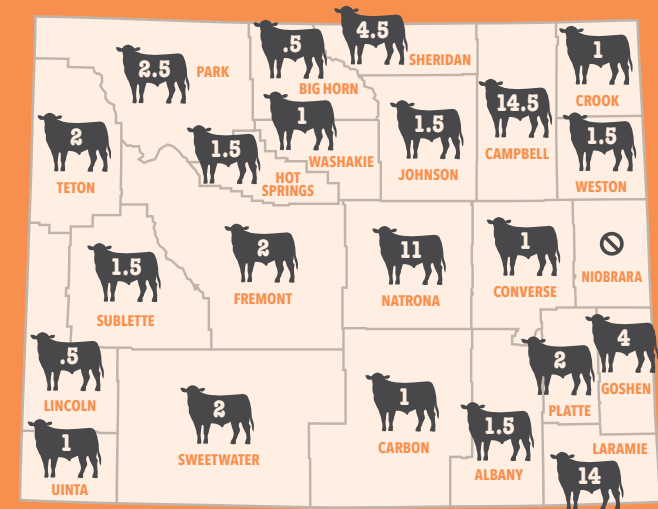 2.5
PARK
.5
BIG HORN
4.5
SHERIDAN
1
CROOK
14.5
CAMPBELL
1.5
WESTON
2
TETON
1.5
HOT
SPRINGS
1
WASHAKIE
1.5
JOHNSON
1.5
SUBLETTE
2
FREMONT
11
NATRONA
1
CONVERSE
NIOBRARA
.5
LINCOLN
1
UINTA
2
SWEETWATER
1
CARBON
1.5
ALBANY
2
PLATTE
4
GOSHEN
LARAMIE
14